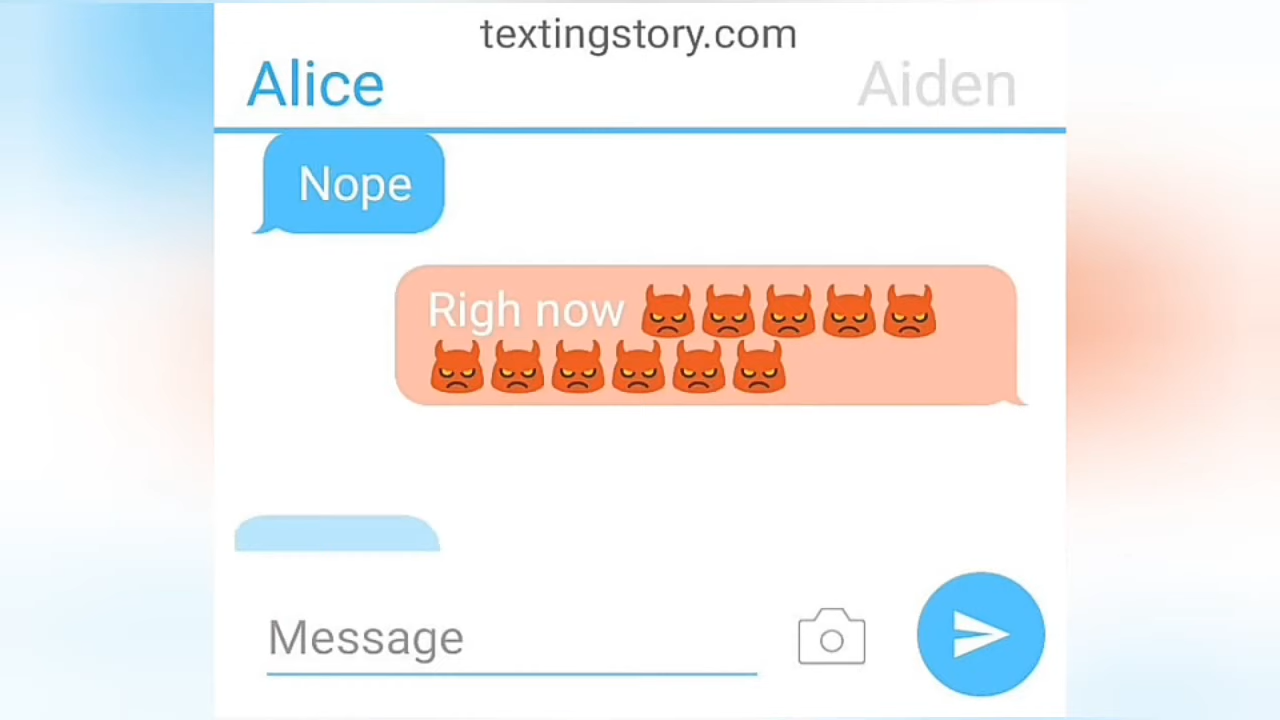 textingstory.com
Alice
Aiden
Nope
Righ now 👿👿👿👿👿
👿👿👿👿👿👿
Message